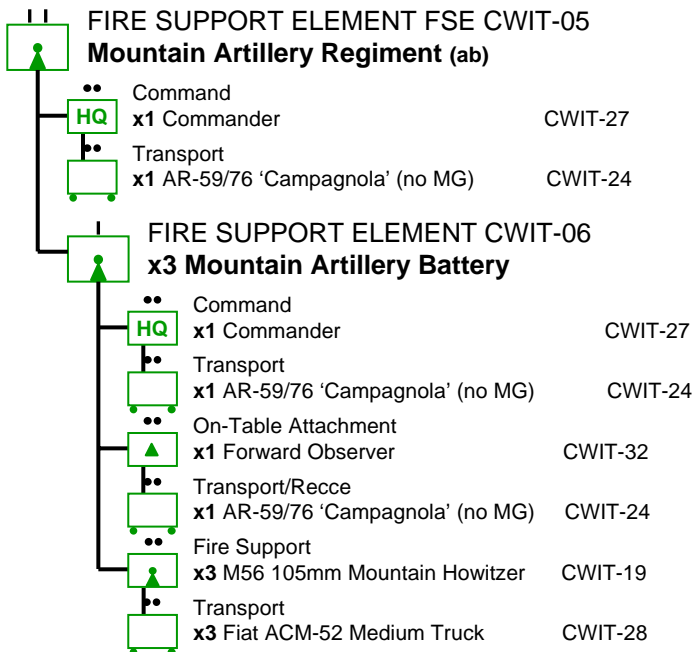 FIRE SUPPORT ELEMENT FSE CWIT-05
Mountain Artillery Regiment (ab)
Command
HQ x1 Commander CWIT-27
Transport
x1 AR-59/76 ‘Campagnola’ (no MG) CWIT-24
FIRE SUPPORT ELEMENT CWIT-06
x3 Mountain Artillery Battery
Command
HQ x1 Commander CWIT-27
Transport
x1 AR-59/76 ‘Campagnola’ (no MG) CWIT-24
On-Table Attachment
x1 Forward Observer CWIT-32
Transport/Recce
x1 AR-59/76 ‘Campagnola’ (no MG) CWIT-24
Fire Support
x3 M56 105mm Mountain Howitzer CWIT-19
Transport
x3 Fiat ACM-52 Medium Truck CWIT-28